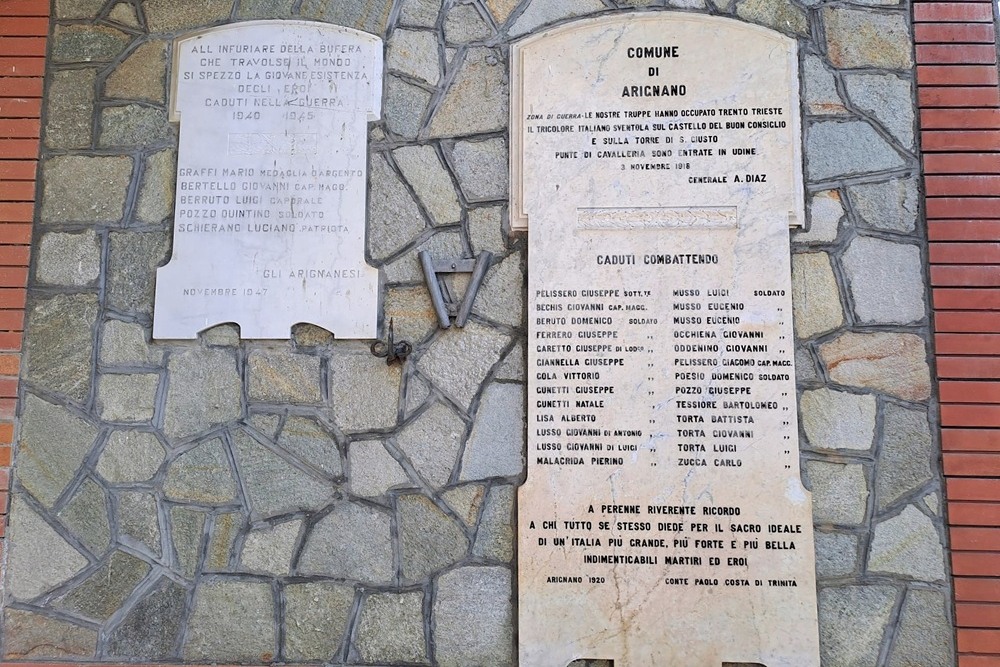 ALL INFURIARE DELLA BUFERA
CHE TRAVOLSE IL MONDO
SI SPEZZO LA GIOVANE ESISTENZA
DEGLI EROI
CADUTI NELLA GUERRA
1940 1945
GRAFFI MARIO MEDAGLIA D'ARGENTO
BERTELLO GIOVANNI CAP. MAGG.
BERRUTO LUIGI CAPORALE
POZZO QUINTINO SOLDATO
SCHIERANO LUCIANO PATRIOTA
GLI ARIGNANESI
NOVEMBRE 1947
COMUNE
DI
ARIGNANO
ZONA DI GUERRA-LE NOSTRE TRUPPE HANNO OCCUPATO TRENTO TRIESTE
IL TRICOLORE ITALIANO SVENTOLA SUL CASTELLO DEL BUON CONSIGLIO
E SULLA TORRE DI S. GIUSTO
PUNTE DI CAVALLERIA SONO ENTRATE IN UDINE
3 NOVEMBRE 1918
GENERALE A. DIAZ
CADUTI COMBATTENDO
PELISSERO GIUSEPPE SOTT. TE
BECHIS GIOVANNI CAP. MAGG.
BERUTO DOMENICO SOLDATO
FERRERO GIUSEPPE „
CARETTO GIUSEPPE DI LODOV. „
GIANNELLA GIUSEPPE „
GOLA VITTORIO „
GUNETTI GIUSEPPE „
GUNETTI NATALE „
LISA ALBERTO „
LUSSO GIOVANNI DI ANTONIO „
LUSSO GIOVANNI DI LUIGI „
MALAGRIDA PIERINO „
MUSSO LUIGI SOLDATO
MUSSO EUGENIO „
MUSSO EUGENIO „
OCCHIENA GIOVANNI „
ODDENINO GIOVANNI „
PELISSERO GIACOMO CAP. MAGG.
POESIO DOMENICO SOLDATO
POZZO GIUSEPPE „
TESSIORE BARTOLOMEO „
TORTA BATTISTA „
TORTA GIOVANNI „
TORTA LUIGI „
ZUCCA CARLO „
A PERENNE RIVERENTE RICORDO
A CHI TUTTO SE STESSO DIEDE PER IL SACRO IDEALE
DI UN'ITALIA PIÙ GRANDE, PIÙ FORTE E PIÙ BELLA
INDIMENTICABILI MARTIRI ED EROI
ARIGNANO 1920 CONTE PAOLO COSTA DI TRINITA